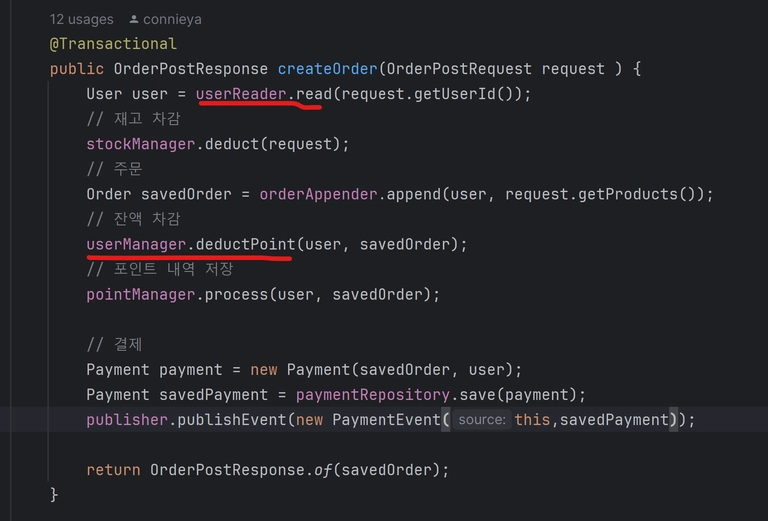 12 usages connieya
@Transactional
public OrderPostResponse createOrder(OrderPostRequest request ) {
User user = userReader.read(request.getUserId());
// 재고 차감
stockManager.deduct(request);
// 주문
Order savedOrder = orderAppender.append(user, request.getProducts());
// 잔액 차감
userManager.deductPoint(user, savedOrder);
// 포인트 내역 저장
pointManager.process(user, savedOrder);
// 결제
Payment payment = new Payment(savedOrder, user);
Payment savedPayment = paymentRepository.save(payment);
publisher.publishEvent(new PaymentEvent( source: this,savedPayment));
return OrderPostResponse.of(savedOrder);
}